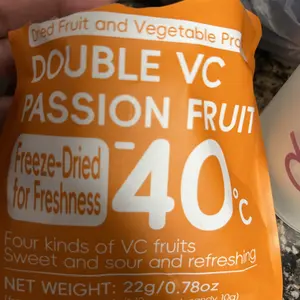 Dried Fruit and Vegetable Pro
DOUBLE VC
PASSION FRUIT
Freeze-Dried
for Freshness
-40°C
Four kinds of VC fruits
Sweet and sour and refreshing
NET WEIGHT: 22g/0.78oz